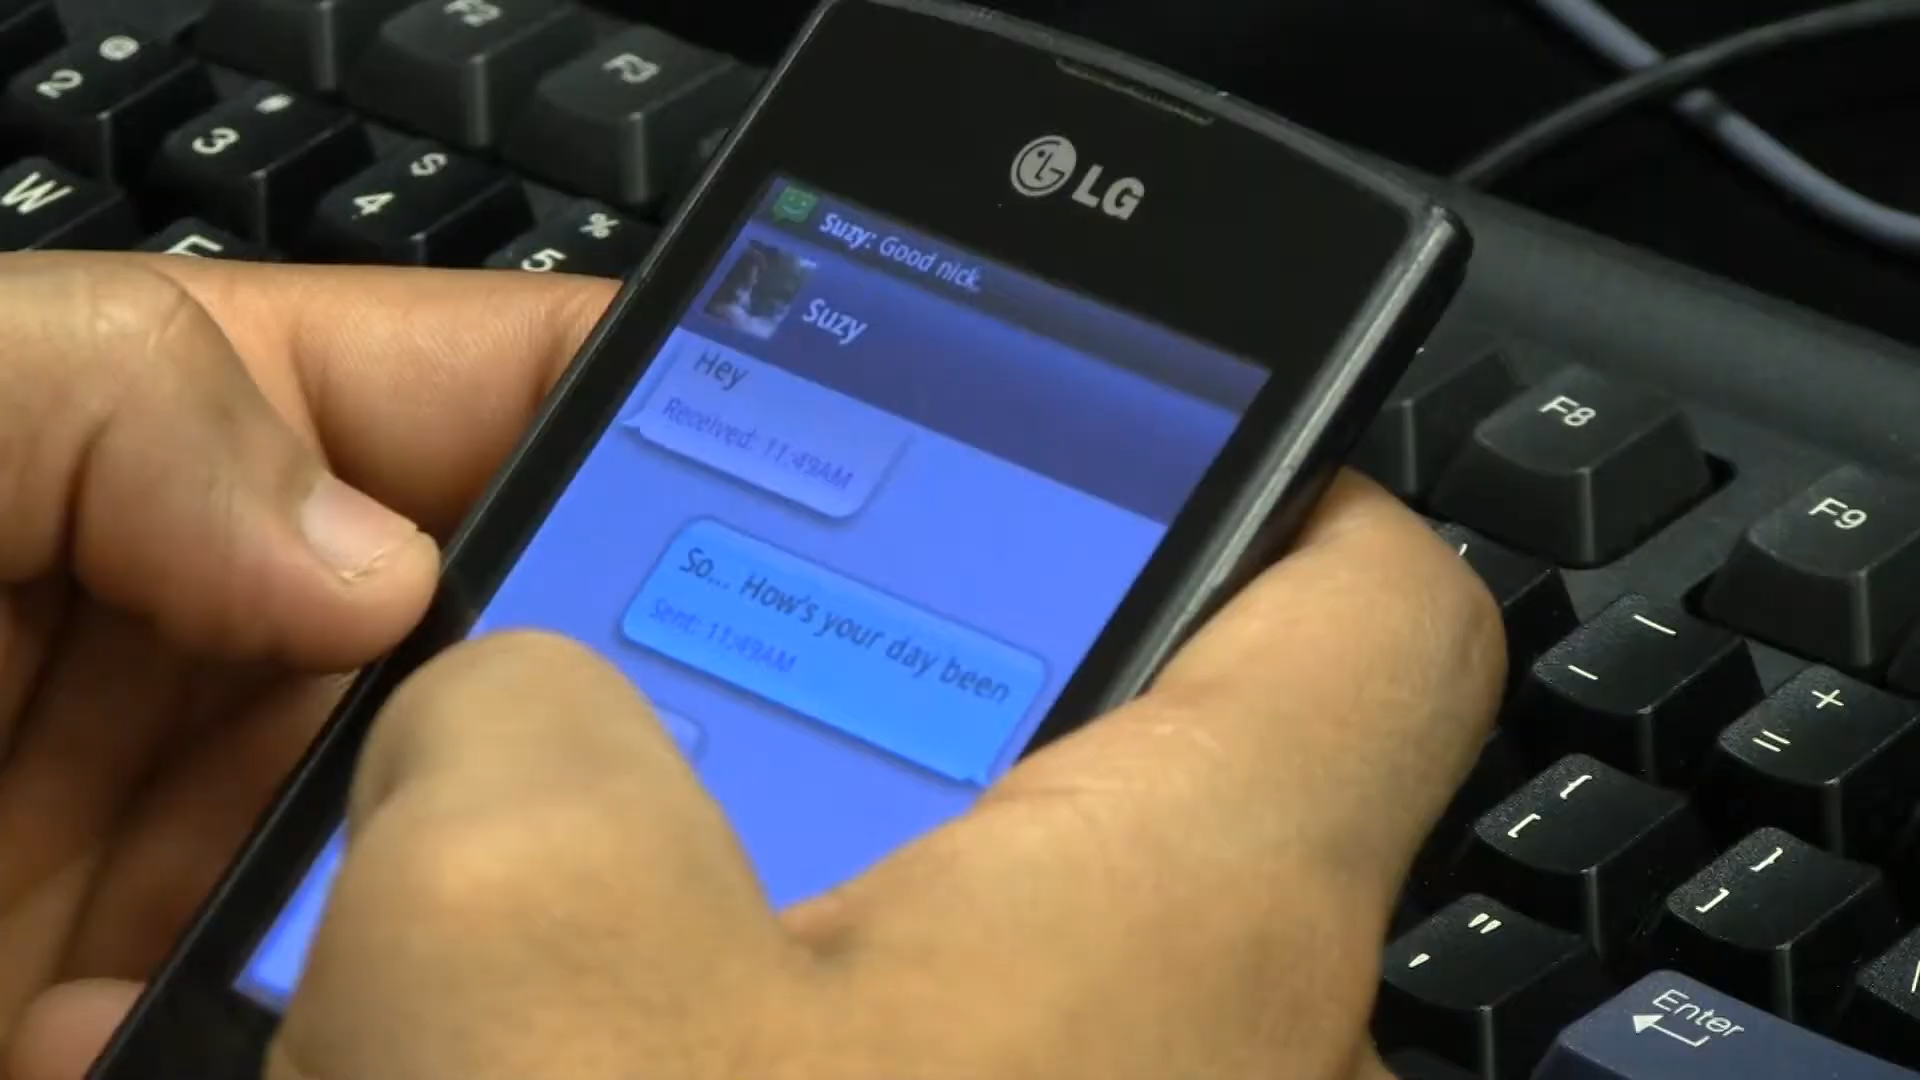 F2
F3
2 @
3 #
4 $
5 %
W
E
LG
Suzy: Good nick.
Suzy
Hey
Received: 11:49AM
So... How's your day been
Sent: 11:49AM
F8
F9
-
+
=
{
[
}
]
"
'
Enter